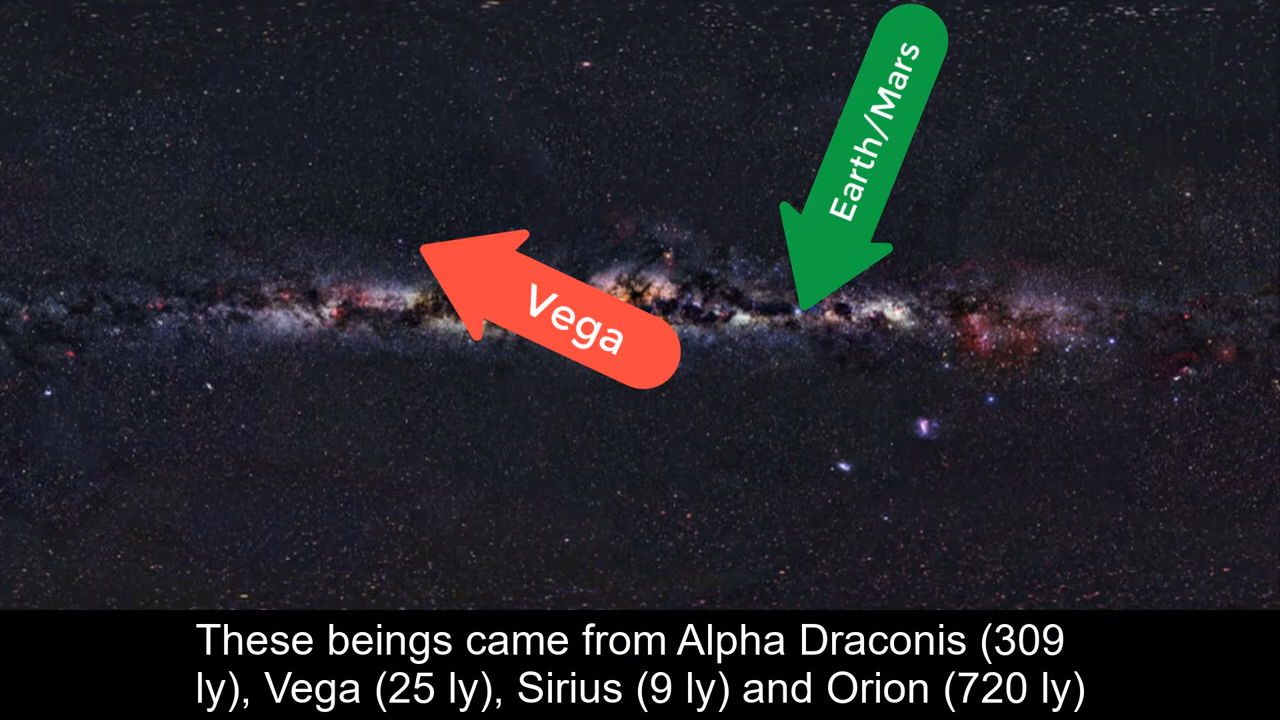 Earth/Mars
Vega
These beings came from Alpha Draconis (309
ly), Vega (25 ly), Sirius (9 ly) and Orion (720 ly)